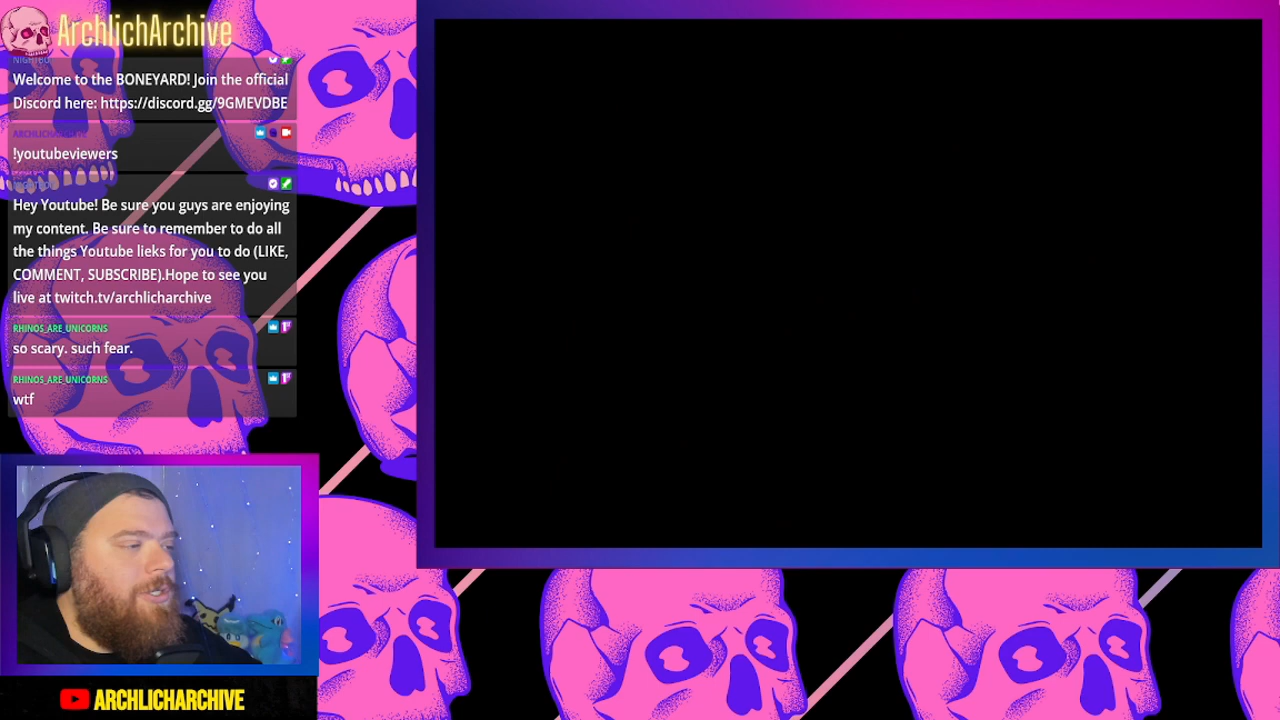 ArchlichArchive
NIGHTBOT
Welcome to the BONEYARD! Join the official
Discord here: https://discord.gg/9GMEVDBE
ARCHLICHARCHIVE
!youtubeviewers
NIGHTBOT
Hey Youtube! Be sure you guys are enjoying
my content. Be sure to remember to do all
the things Youtube lieks for you to do (LIKE,
COMMENT, SUBSCRIBE).Hope to see you
live at twitch.tv/archlicharchive
RHINOS_ARE_UNICORNS
so scary. such fear.
RHINOS_ARE_UNICORNS
wtf
ARCHLICHARCHIVE